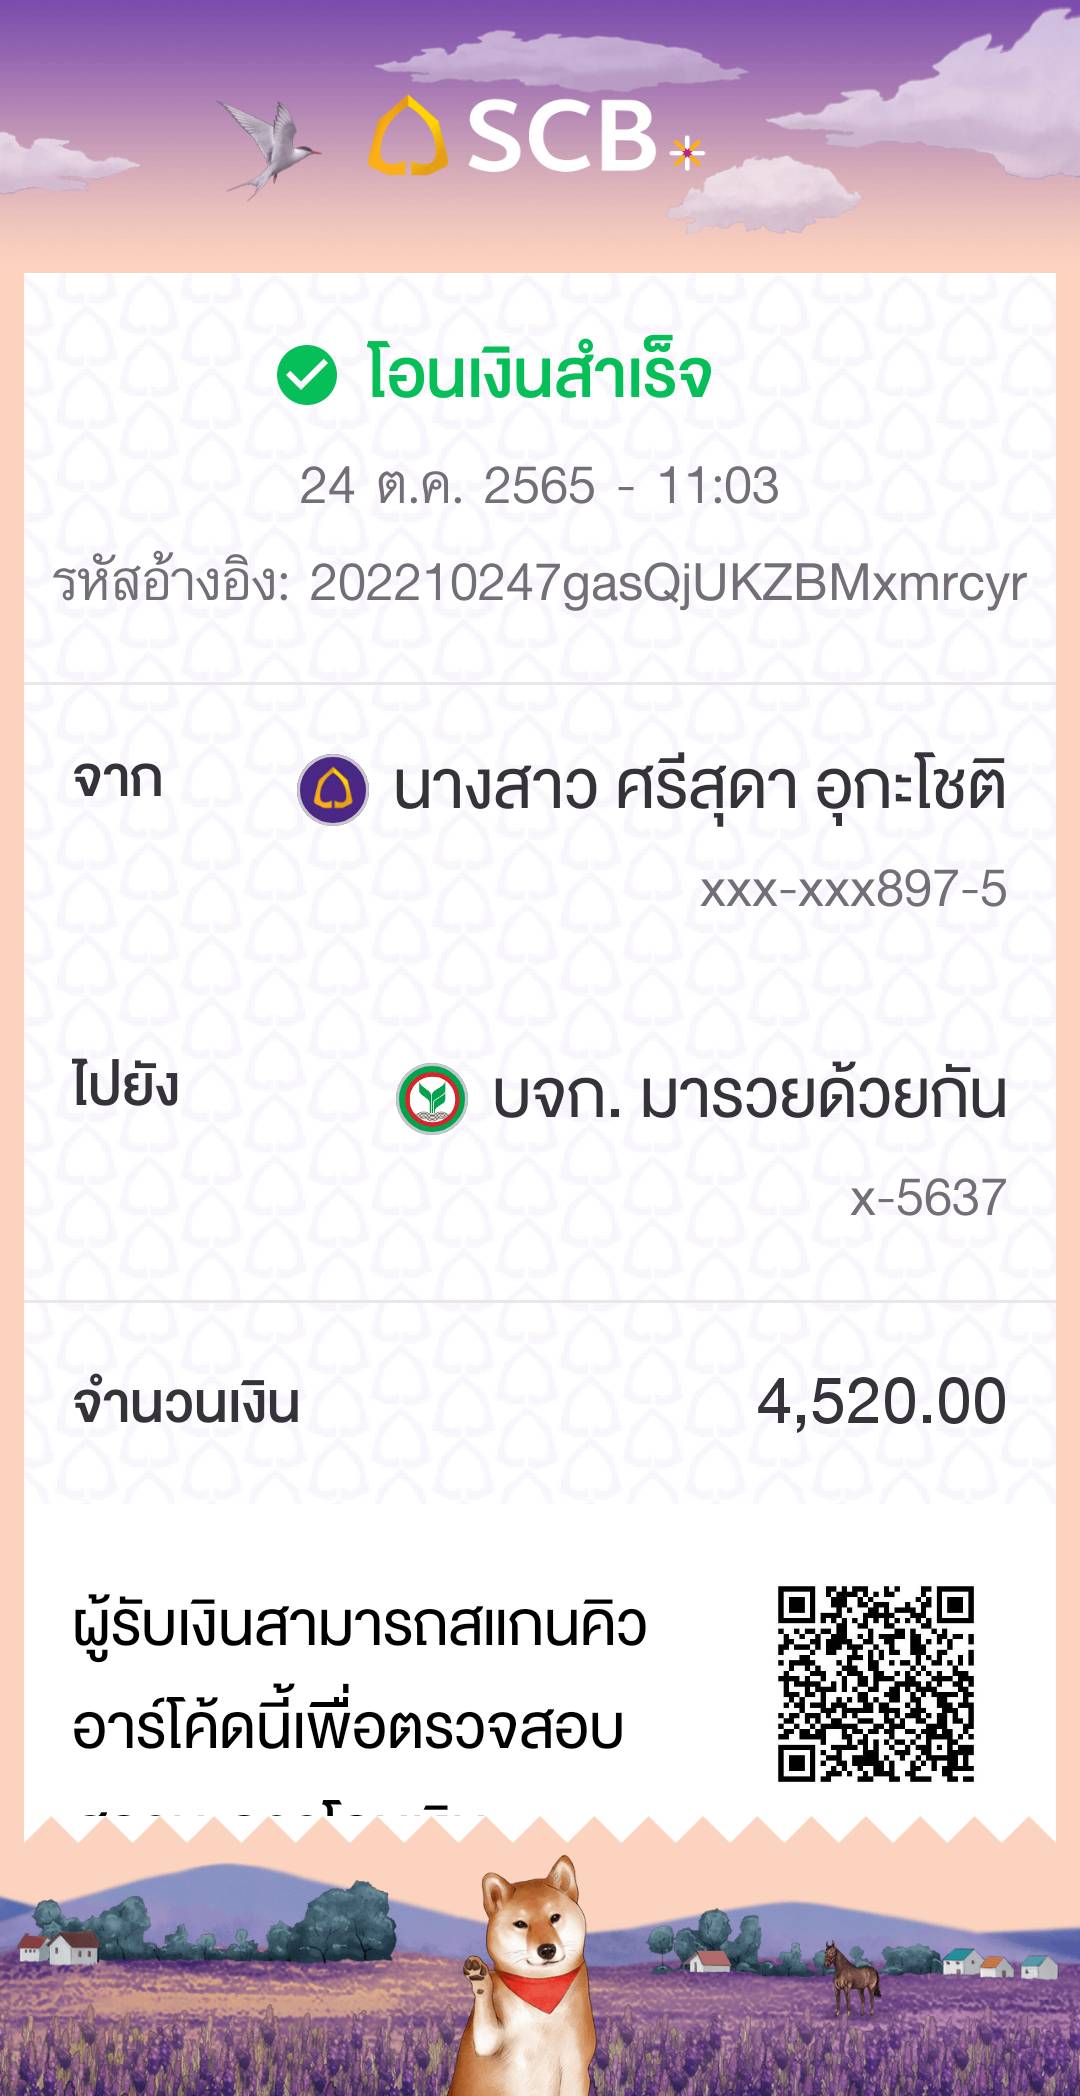 SCB
โอนเงินสำเร็จ
24 ต.ค. 2565 - 11:03
รหัสอ้างอิง: 202210247gasQjUKZBMxmrcyr
จาก นางสาว ศรีสุดา อุกะโชติ
xxx-xxx897-5
ไปยัง บจก. มารวยด้วยกัน
x-5637
จำนวนเงิน 4,520.00
ผู้รับเงินสามารถสแกนคิว
อาร์โค้ดนี้เพื่อตรวจสอบ